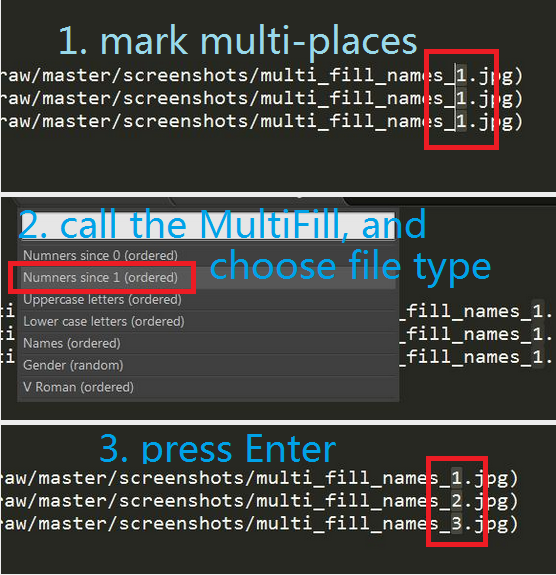 1. mark multi-places
raw/master/screenshots/multi_fill_names_1.jpg)
raw/master/screenshots/multi_fill_names_1.jpg)
raw/master/screenshots/multi_fill_names_1.jpg)
2. call the MultiFill, and
choose file type
Numners since 0 (ordered)
Numners since 1 (ordered)
Uppercase letters (ordered)
Lower case letters (ordered)
Names (ordered)
Gender (random)
V Roman (ordered)
ti _fill_names_1.
ti _fill_names_1.
ti _fill_names_1.
3. press Enter
raw/master/screenshots/multi_fill_names_1.jpg)
raw/master/screenshots/multi_fill_names_2.jpg)
raw/master/screenshots/multi_fill_names_3.jpg)